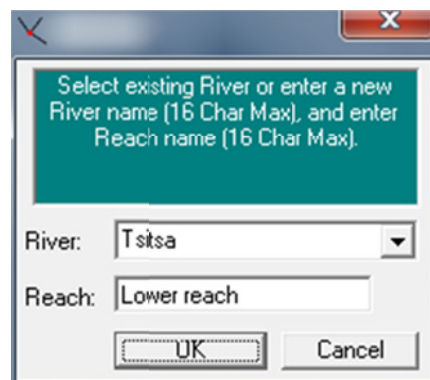 Select existing River or enter a new
River name (16 Char Max), and enter
Reach name (16 Char Max).
River: Tsitsa
Reach: Lower reach
OK Cancel